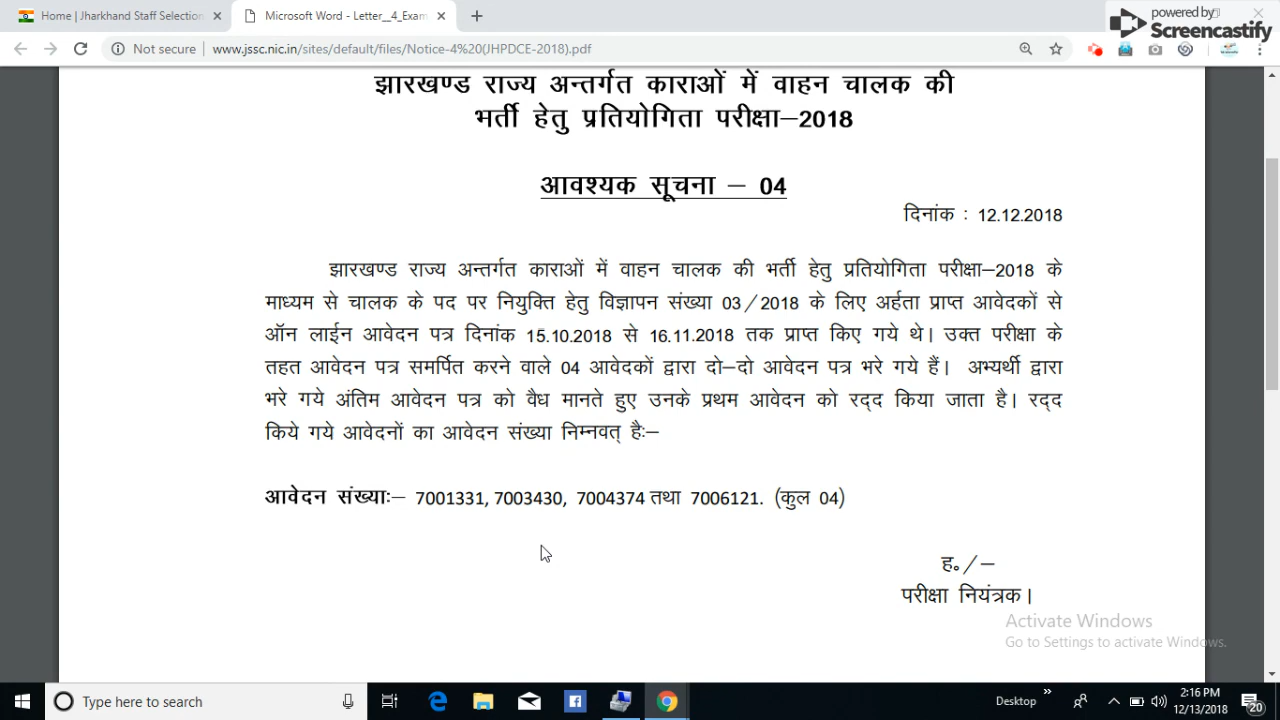 Home | Jharkhand Staff Selection
Microsoft Word - Letter__4_Exam
powered by
Screencastify
Not secure | www.jssc.nic.in/sites/default/files/Notice-4%20(JHPDCE-2018).pdf
झारखण्ड राज्य अन्तर्गत काराओं में वाहन चालक की
भर्ती हेतु प्रतियोगिता परीक्षा–2018
आवश्यक सूचना – 04
दिनांक : 12.12.2018
झारखण्ड राज्य अन्तर्गत काराओं में वाहन चालक की भर्ती हेतु प्रतियोगिता परीक्षा–2018 के
माध्यम से चालक के पद पर नियुक्ति हेतु विज्ञापन संख्या 03/2018 के लिए अर्हता प्राप्त आवेदकों से
ऑन लाईन आवेदन पत्र दिनांक 15.10.2018 से 16.11.2018 तक प्राप्त किए गये थे। उक्त परीक्षा के
तहत आवेदन पत्र समर्पित करने वाले 04 आवेदकों द्वारा दो–दो आवेदन पत्र भरे गये हैं। अभ्यर्थी द्वारा
भरे गये अंतिम आवेदन पत्र को वैध मानते हुए उनके प्रथम आवेदन को रद्द किया जाता है। रद्द
किये गये आवेदनों का आवेदन संख्या निम्नवत् हैः–
आवेदन संख्याः– 7001331, 7003430, 7004374 तथा 7006121. (कुल 04)
ह॰/–
परीक्षा नियंत्रक।
Activate Windows
Go to Settings to activate Windows.
Type here to search
Desktop
2:16 PM
12/13/2018
20